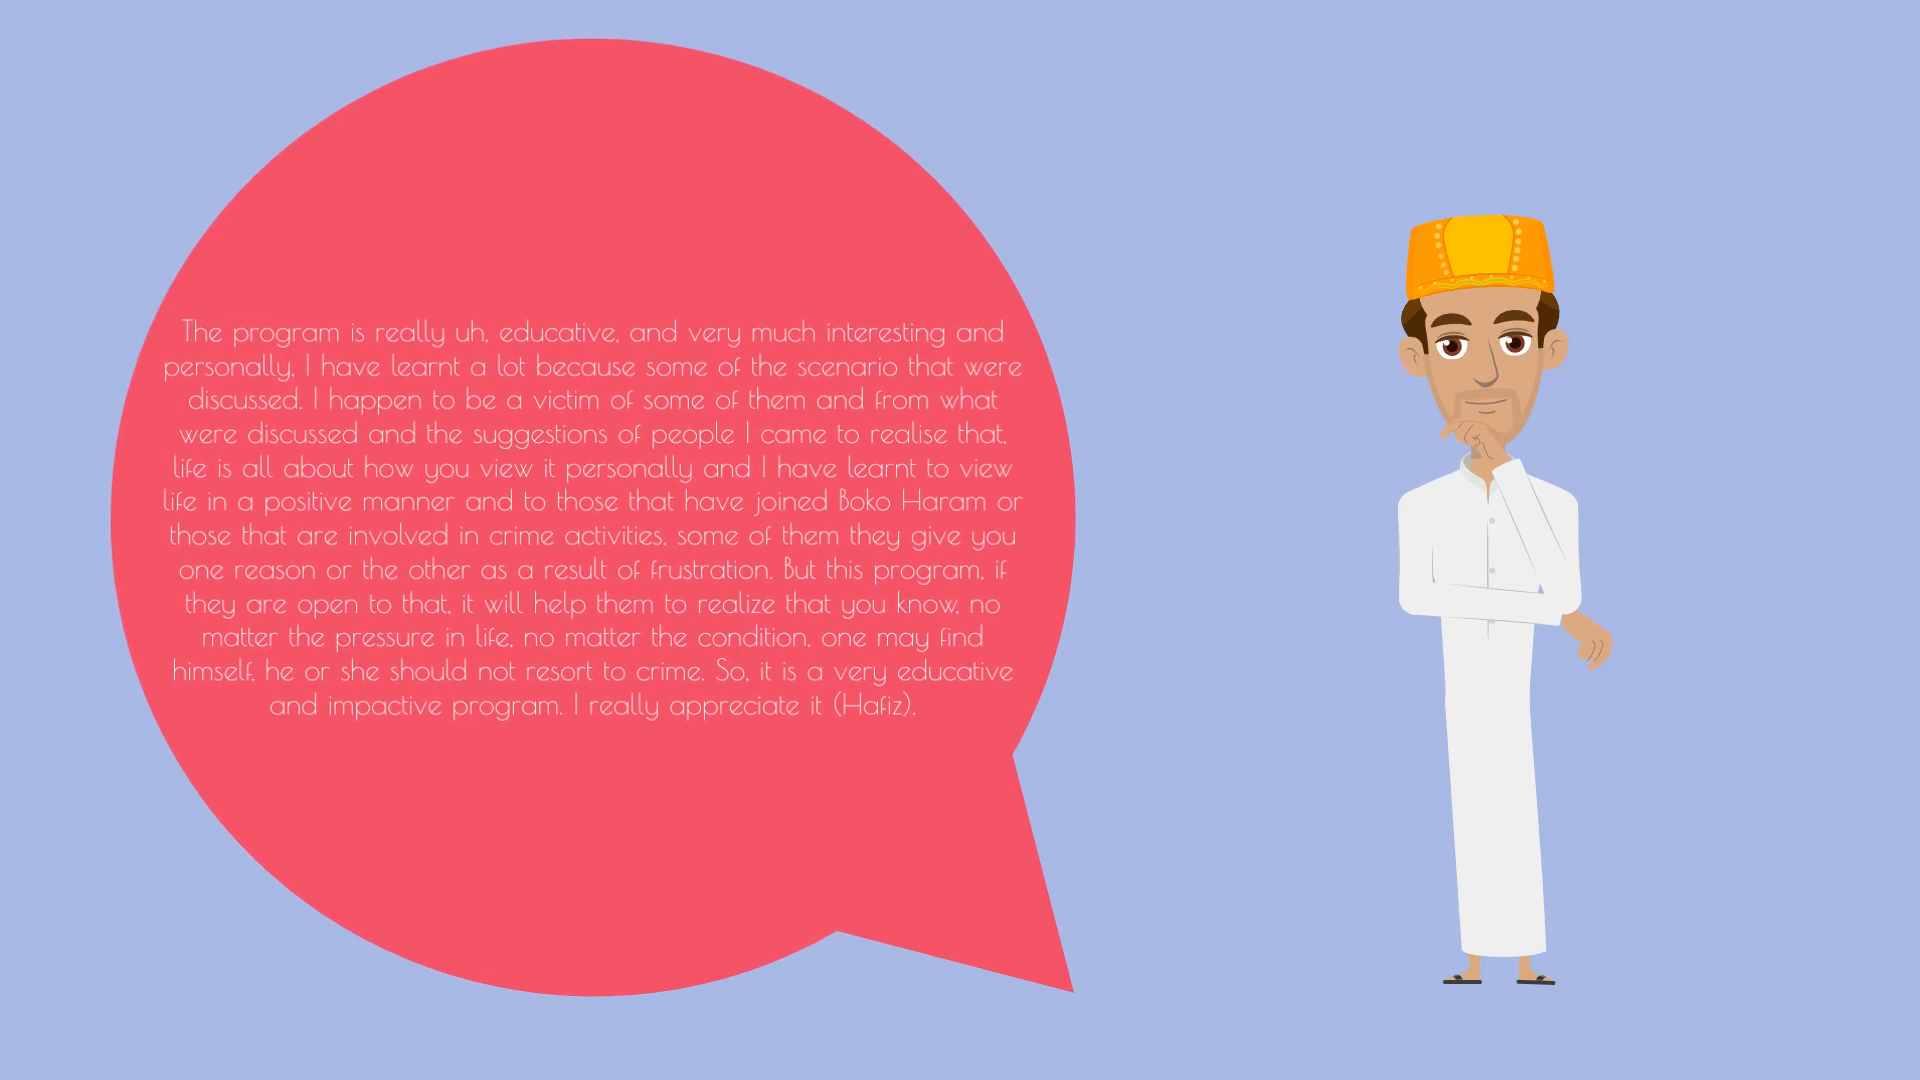 The program is really uh, educative, and very much interesting and
personally, I have learnt a lot because some of the scenario that were
discussed. I happen to be a victim of some of them and from what
were discussed and the suggestions of people I came to realise that,
life is all about how you view it personally and I have learnt to view
life in a positive manner and to those that have joined Boko Haram or
those that are involved in crime activities, some of them they give you
one reason or the other as a result of frustration. But this program, if
they are open to that, it will help them to realize that you know, no
matter the pressure in life, no matter the condition, one may find
himself, he or she should not resort to crime. So, it is a very educative
and impactive program. I really appreciate it (Hafiz).